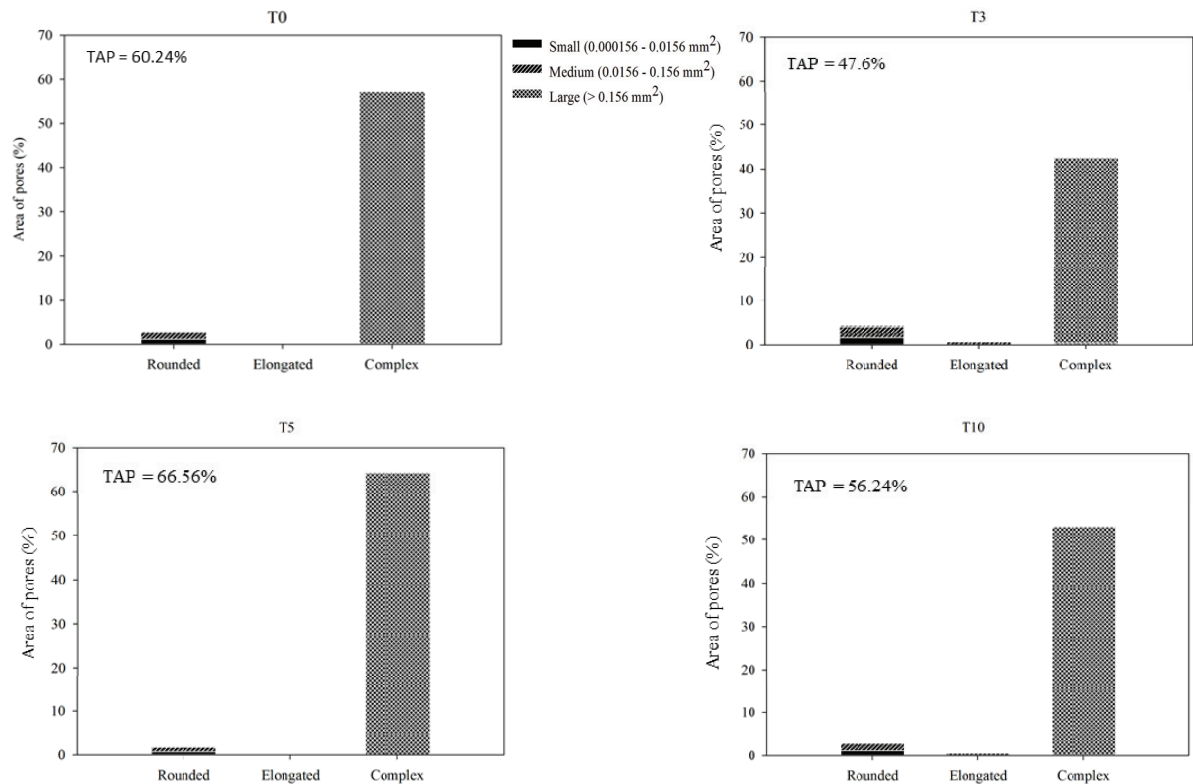 T0
TAP = 60.24%
Area of pores (%)
70
60
50
40
30
20
10
0
Rounded Elongated Complex
Small (0.000156 - 0.0156 mm²)
Medium (0.0156 - 0.156 mm²)
Large (> 0.156 mm²)
T3
TAP = 47.6%
Area of pores (%)
70
60
50
40
30
20
10
0
Rounded Elongated Complex
T5
TAP = 66.56%
Area of pores (%)
70
60
50
40
30
20
10
0
Rounded Elongated Complex
T10
TAP = 56.24%
Area of pores (%)
70
60
50
40
30
20
10
0
Rounded Elongated Complex